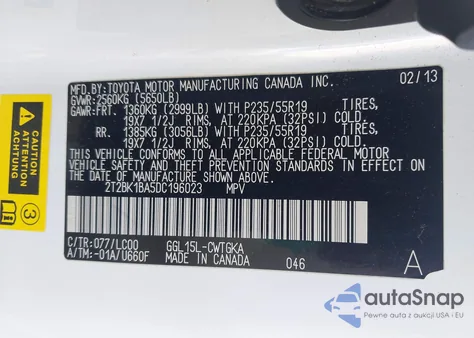 MFD.BY:TOYOTA MOTOR MANUFACTURING CANADA INC. 02/13
GVWR:2560KG (5650LB)
GAWR:FRT. 1360KG (2999LB) WITH P235/55R19 TIRES,
19X7 1/2J RIMS, AT 220KPA (32PSI) COLD.
RR. 1385KG (3056LB) WITH P235/55R19 TIRES,
19X7 1/2J RIMS, AT 220KPA (32PSI) COLD.
THIS VEHICLE CONFORMS TO ALL APPLICABLE FEDERAL MOTOR
VEHICLE SAFETY AND THEFT PREVENTION STANDARDS IN EFFECT
ON THE DATE OF MANUFACTURE SHOWN ABOVE.
2T2BK1BA5DC196023 MPV
C/TR:077/LC00 GGL15L-CWTGKA
A/TM:-01A/U660F MADE IN CANADA 046 A
CAUTION
ACHTUNG
3
autoSnap
Pewne auta z USA i EU